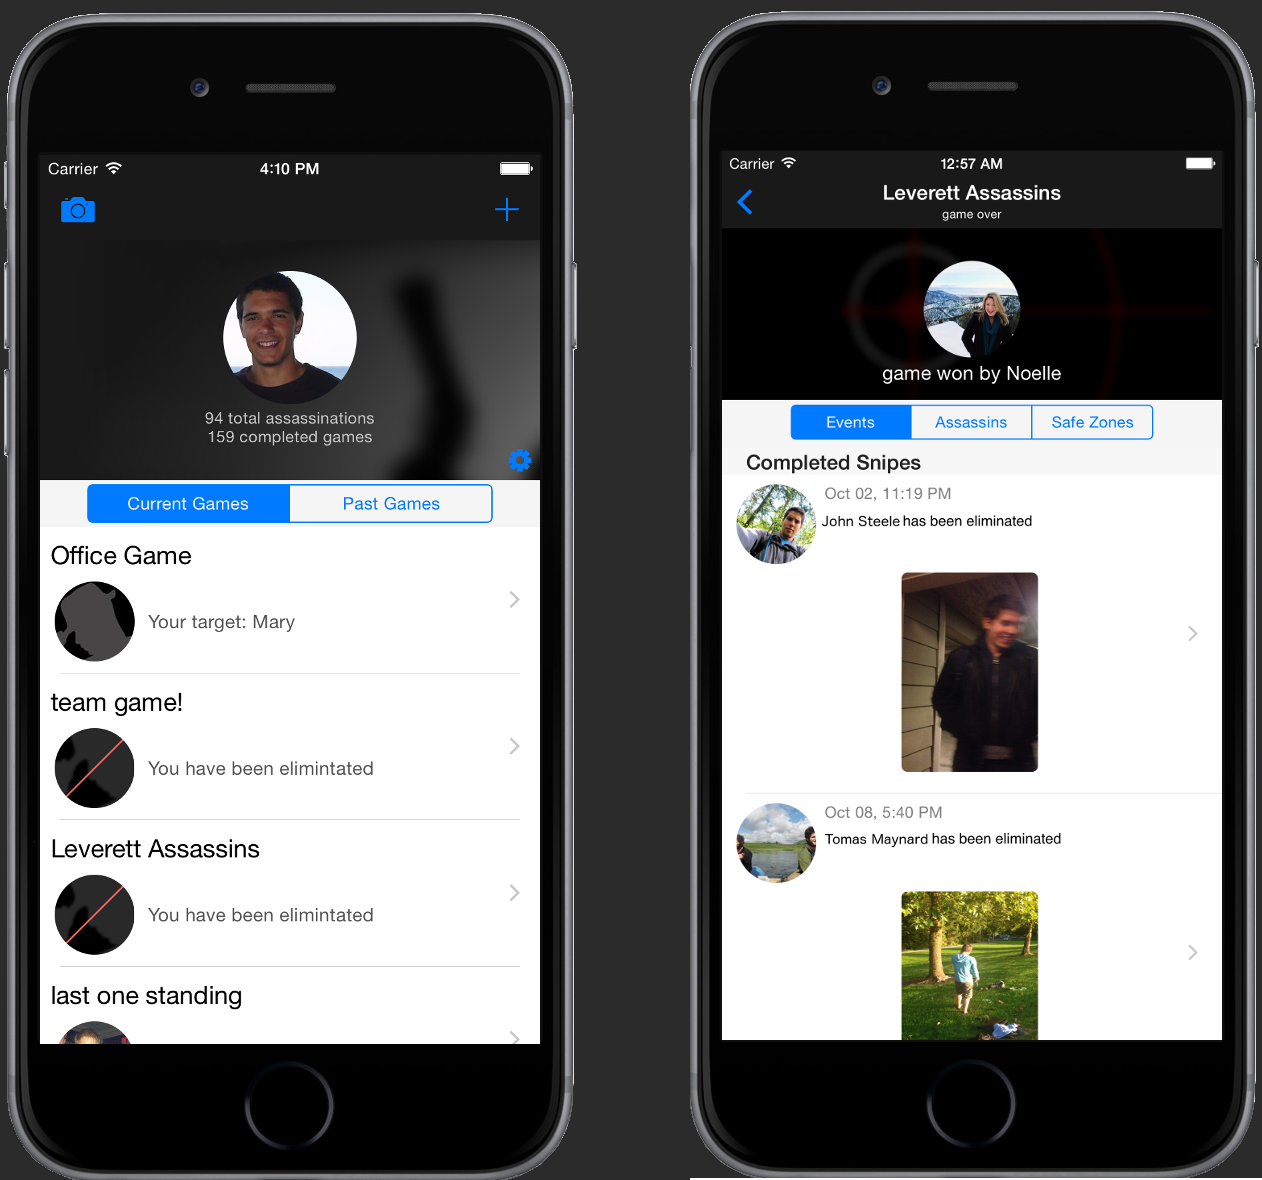 Carrier
4:10 PM
94 total assassinations
159 completed games
Current Games
Past Games
Office Game
Your target: Mary
team game!
You have been elimintated
Leverett Assassins
You have been elimintated
last one standing
Carrier
12:57 AM
Leverett Assassins
game over
game won by Noelle
Events
Assassins
Safe Zones
Completed Snipes
Oct 02, 11:19 PM
John Steele has been eliminated
Oct 08, 5:40 PM
Tomas Maynard has been eliminated